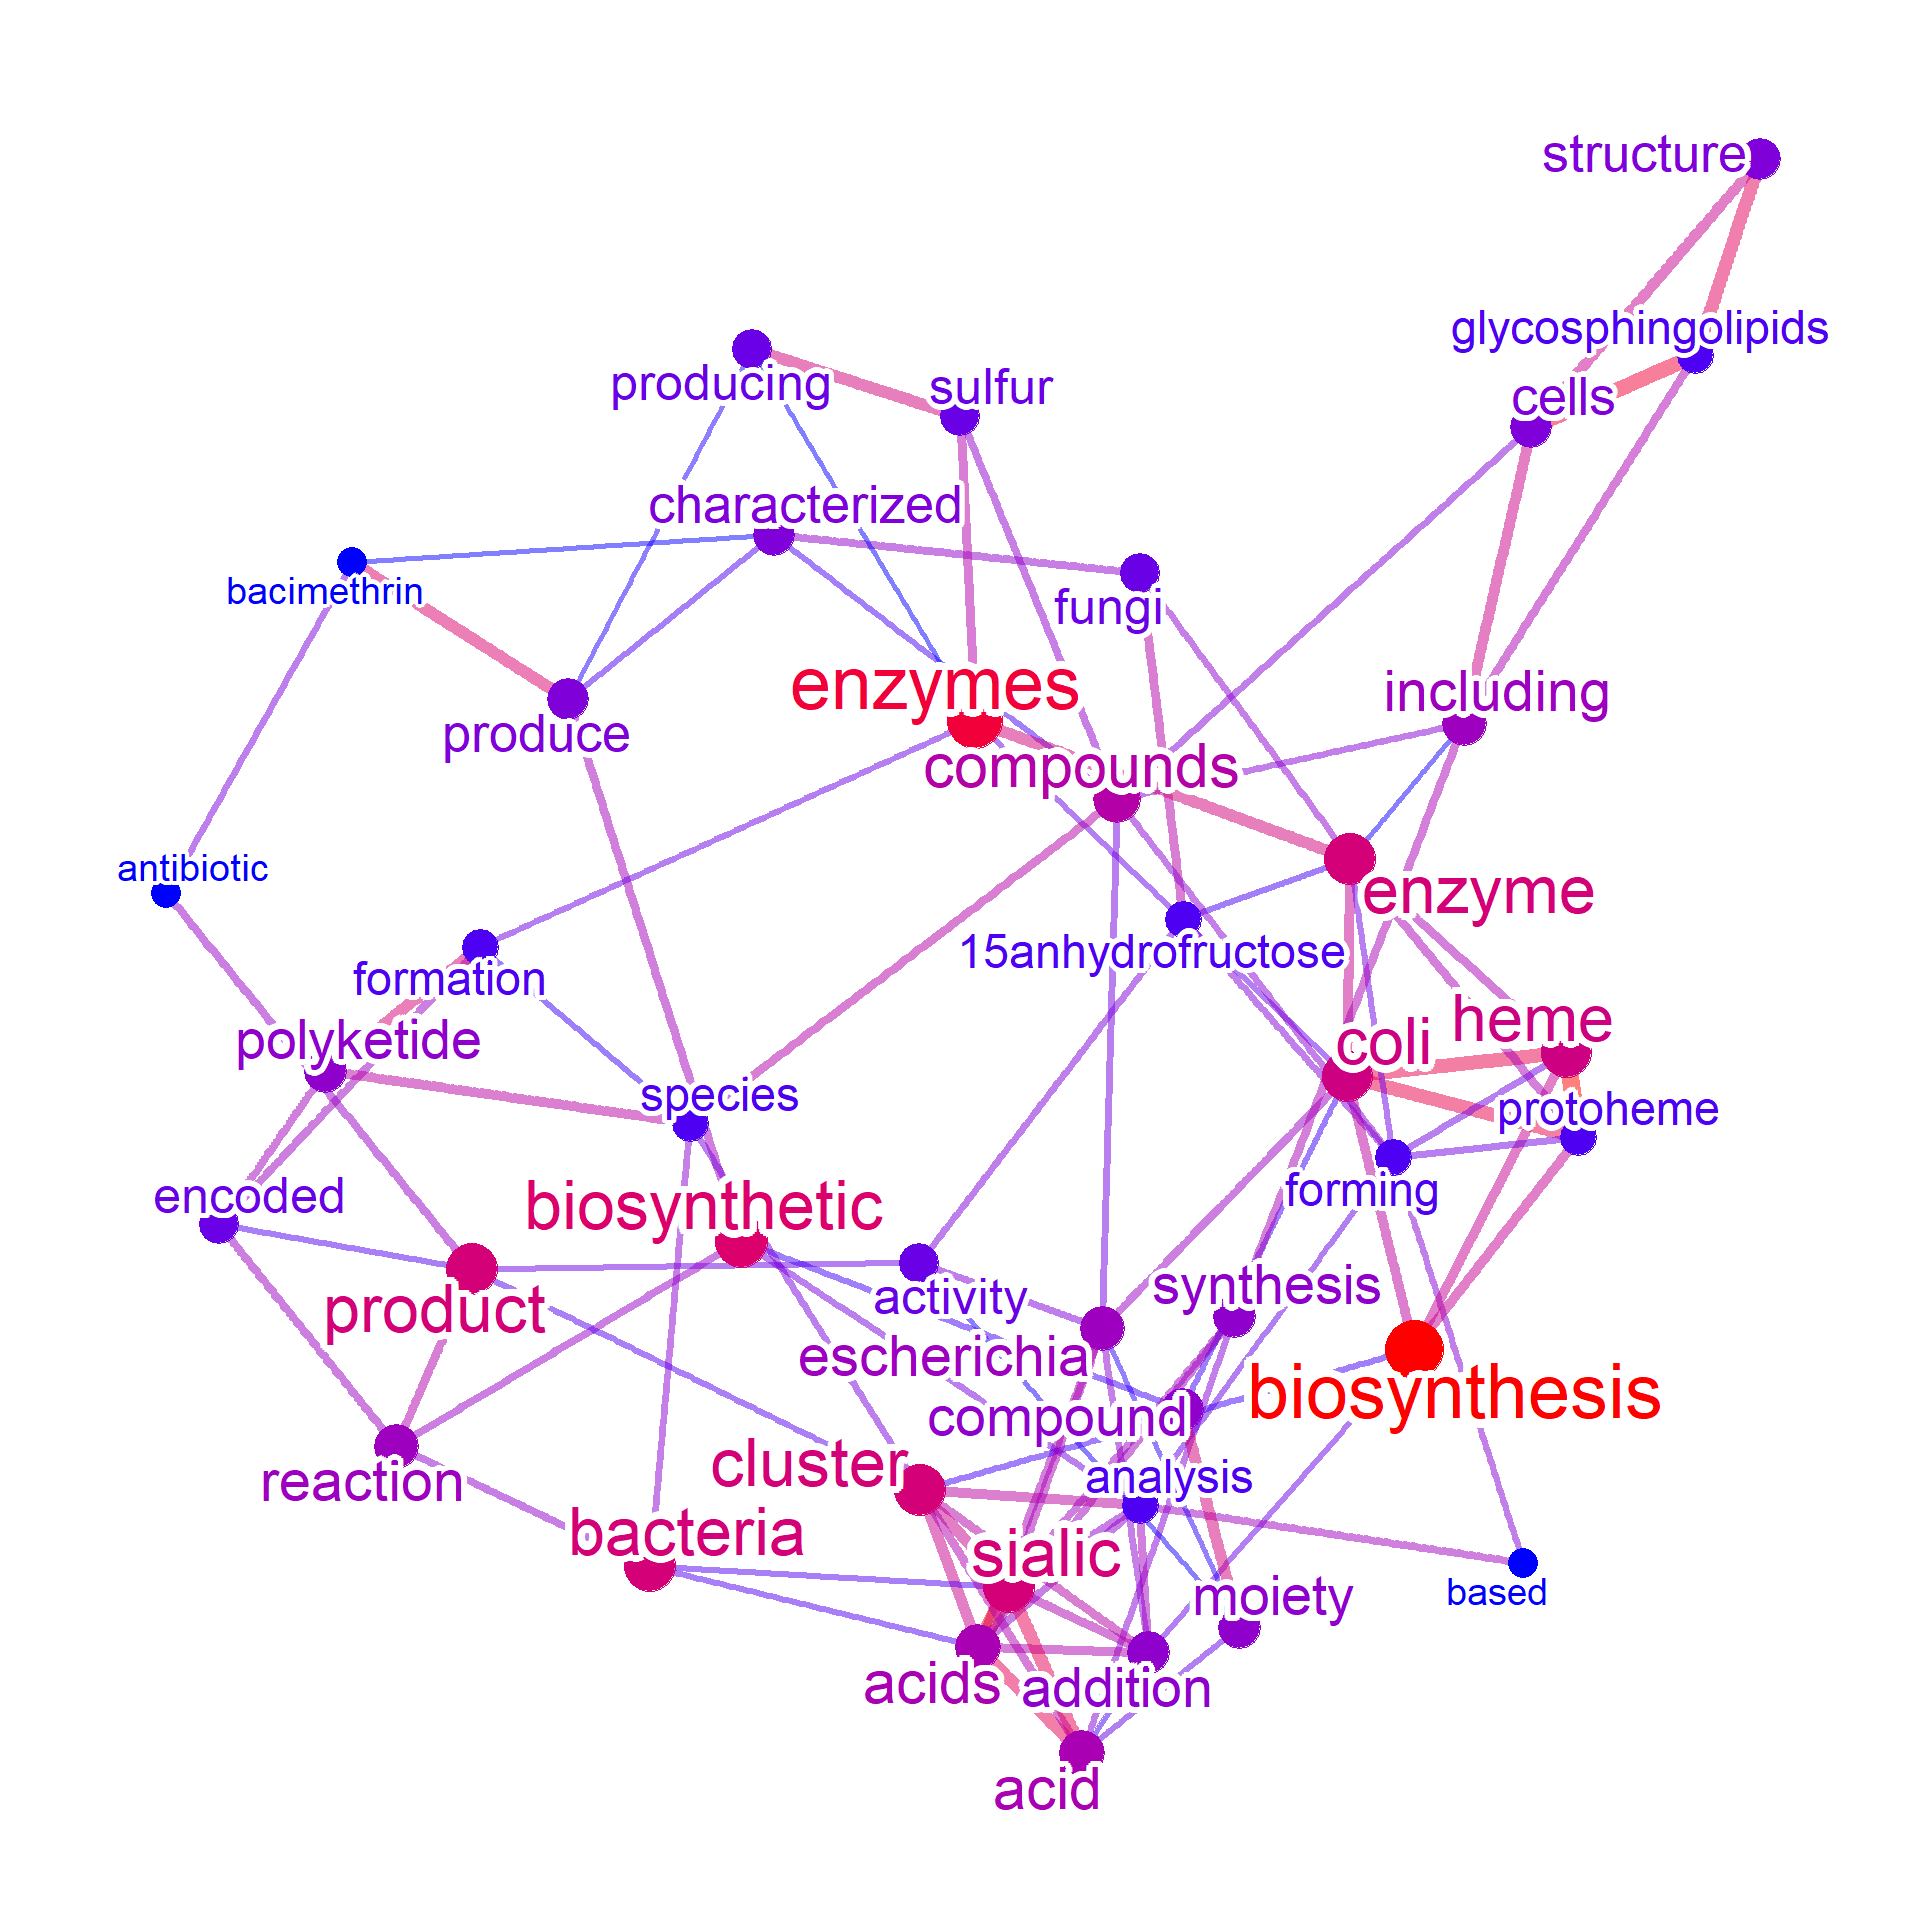 structure
glycosphingolipids
producing
sulfur
cells
characterized
bacimethrin
fungi
enzymes
including
produce
compounds
antibiotic
enzyme
15anhydrofructose
formation
heme
polyketide
coli
species
protoheme
encoded
biosynthetic
forming
activity
synthesis
product
escherichia
biosynthesis
compound
cluster
analysis
reaction
bacteria
sialic
moiety
based
acids
addition
acid